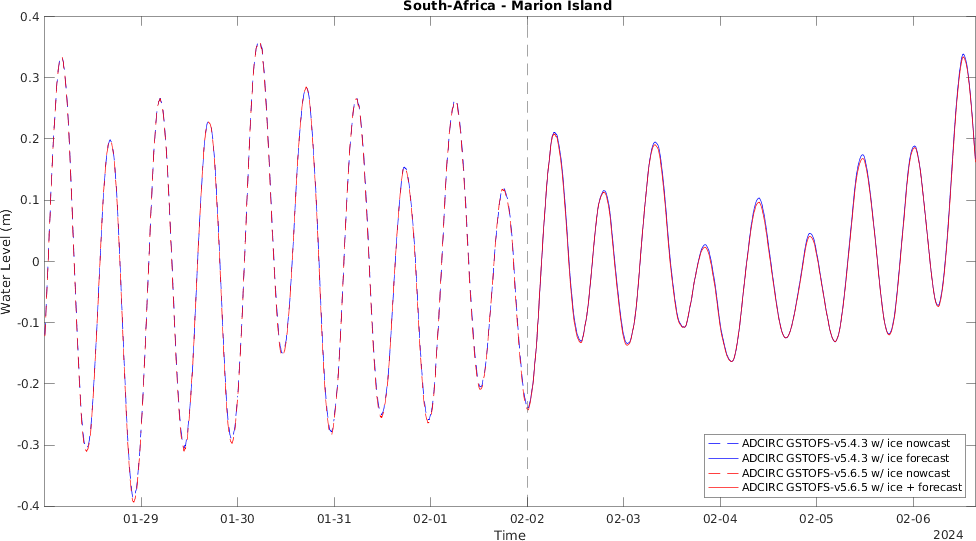 South-Africa - Marion Island
Water Level (m)
0.4
0.3
0.2
0.1
0
-0.1
-0.2
-0.3
-0.4
01-29 01-30 01-31 02-01 02-02 02-03 02-04 02-05 02-06
Time
2024
ADCIRC GSTOFS-v5.4.3 w/ ice nowcast
ADCIRC GSTOFS-v5.4.3 w/ ice forecast
ADCIRC GSTOFS-v5.6.5 w/ ice nowcast
ADCIRC GSTOFS-v5.6.5 w/ ice + forecast